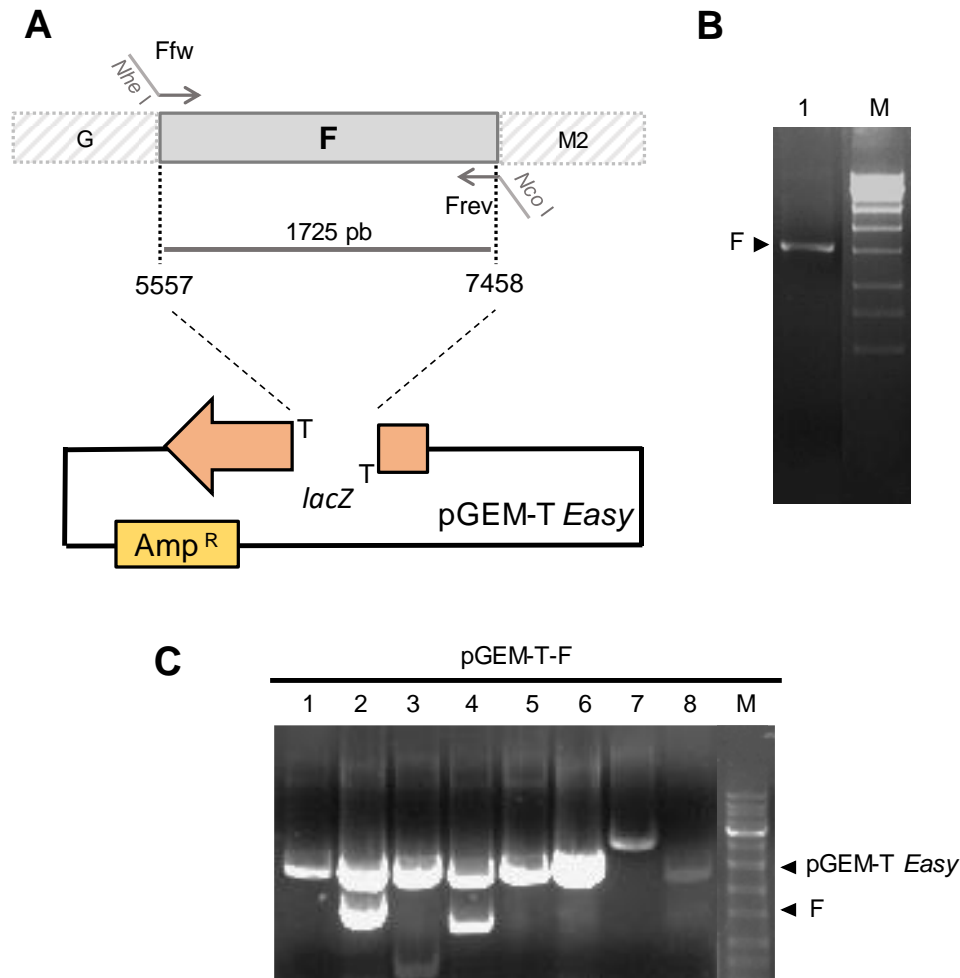 A
B
Ffw
Nhe I
G
F
M2
Frev
Nco I
1725 pb
5557
7458
T
T
lacZ
pGEM-T Easy
Amp R
1 M
F
C
pGEM-T-F
1 2 3 4 5 6 7 8 M
pGEM-T Easy
F